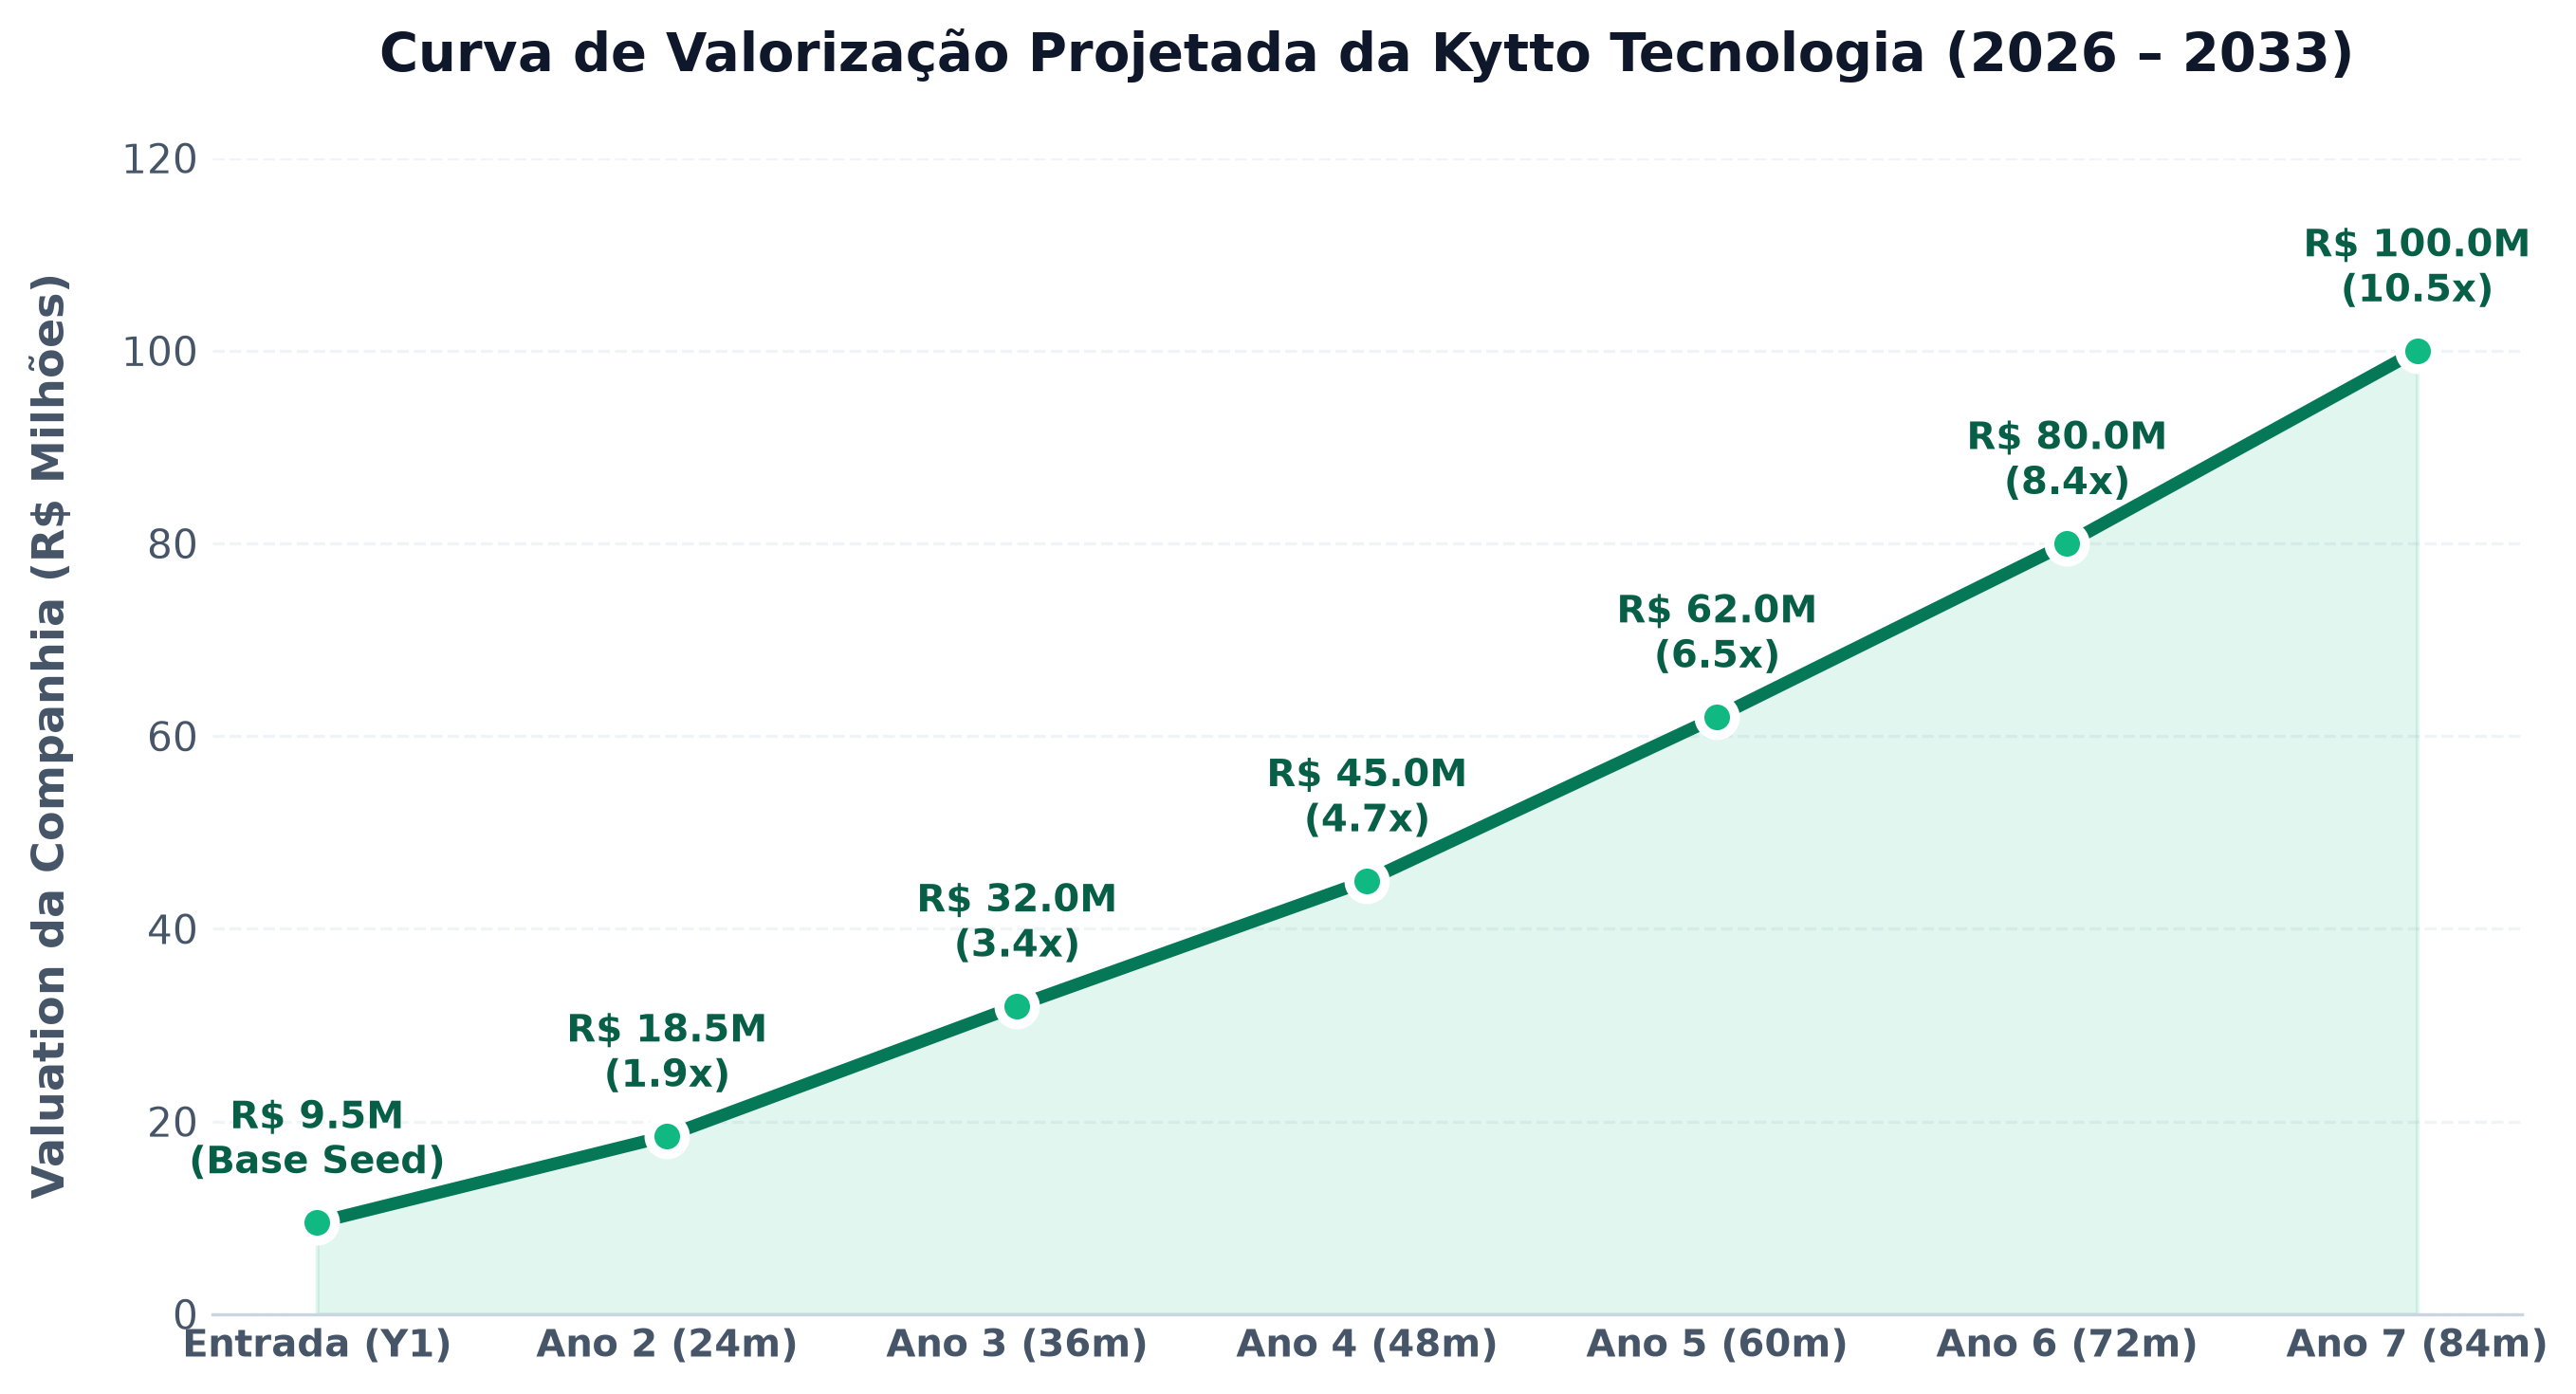 Curva de Valorização Projetada da Kytto Tecnologia (2026 – 2033)
Valuation da Companhia (R$ Milhões)
120
100
80
60
40
20
0
R$ 9.5M
(Base Seed)
R$ 18.5M
(1.9x)
R$ 32.0M
(3.4x)
R$ 45.0M
(4.7x)
R$ 62.0M
(6.5x)
R$ 80.0M
(8.4x)
R$ 100.0M
(10.5x)
Entrada (Y1)
Ano 2 (24m)
Ano 3 (36m)
Ano 4 (48m)
Ano 5 (60m)
Ano 6 (72m)
Ano 7 (84m)